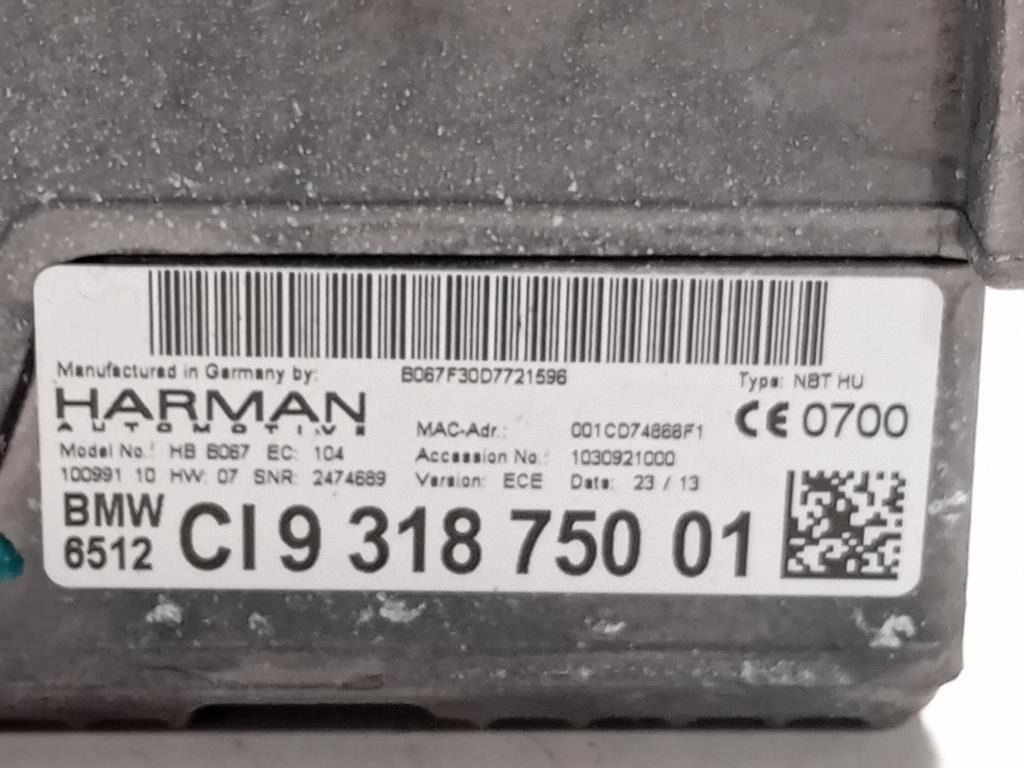 B067F30D7721596
Manufactured in Germany by:
Type: NBT HU
HARMAN
AUTOMOTIVE
CE 0700
MAC-Adr.: 001CD74868F1
Model No.: HB B067 EC: 104
Accession No.: 1030921000
100991 10 HW: 07 SNR: 2474689
Version: ECE Date: 23 / 13
BMW
6512
CI 9 318 750 01